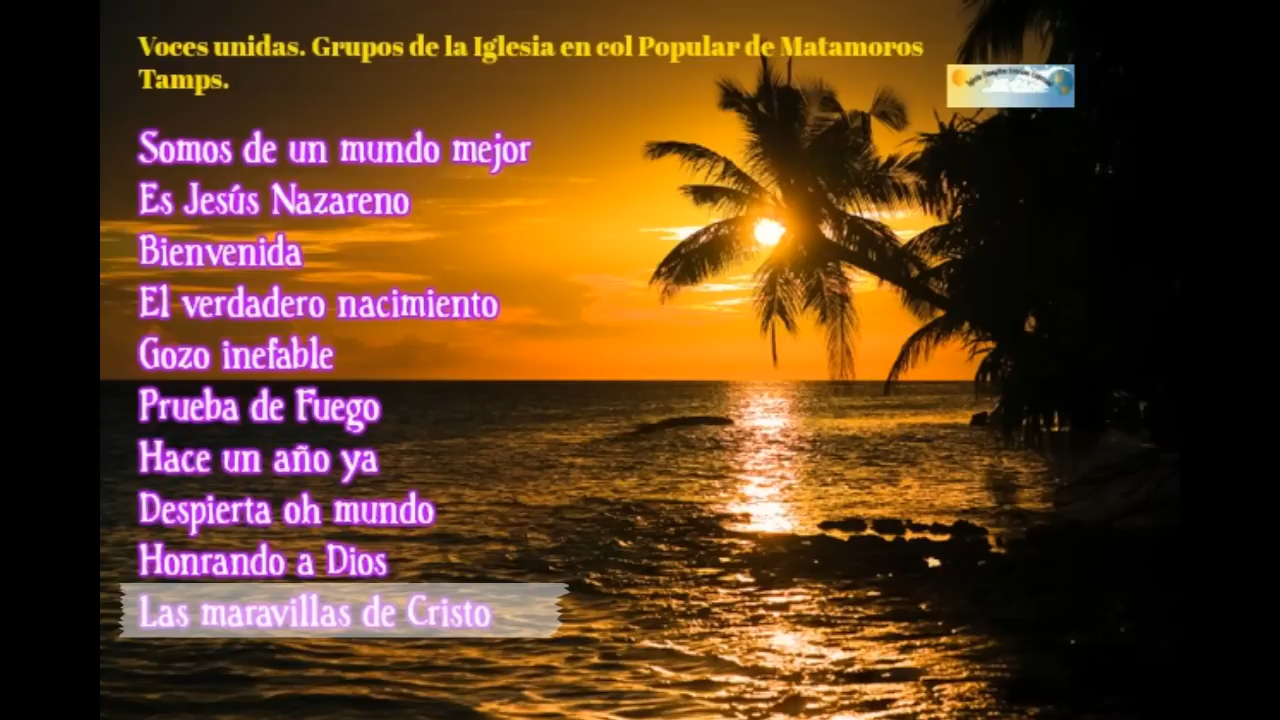 Voces unidas. Grupos de la Iglesia en col Popular de Matamoros
Tamps.
Somos de un mundo mejor
Es Jesús Nazareno
Bienvenida
El verdadero nacimiento
Gozo inefable
Prueba de Fuego
Hace un año ya
Despierta oh mundo
Honrando a Dios
Las maravillas de Cristo